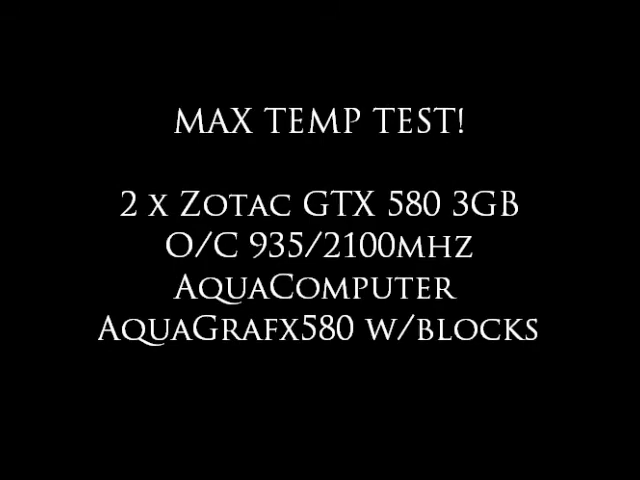 MAX TEMP TEST!
2 x Zotac GTX 580 3GB
O/C 935/2100mhz
AquaComputer
AquaGrafx580 w/blocks